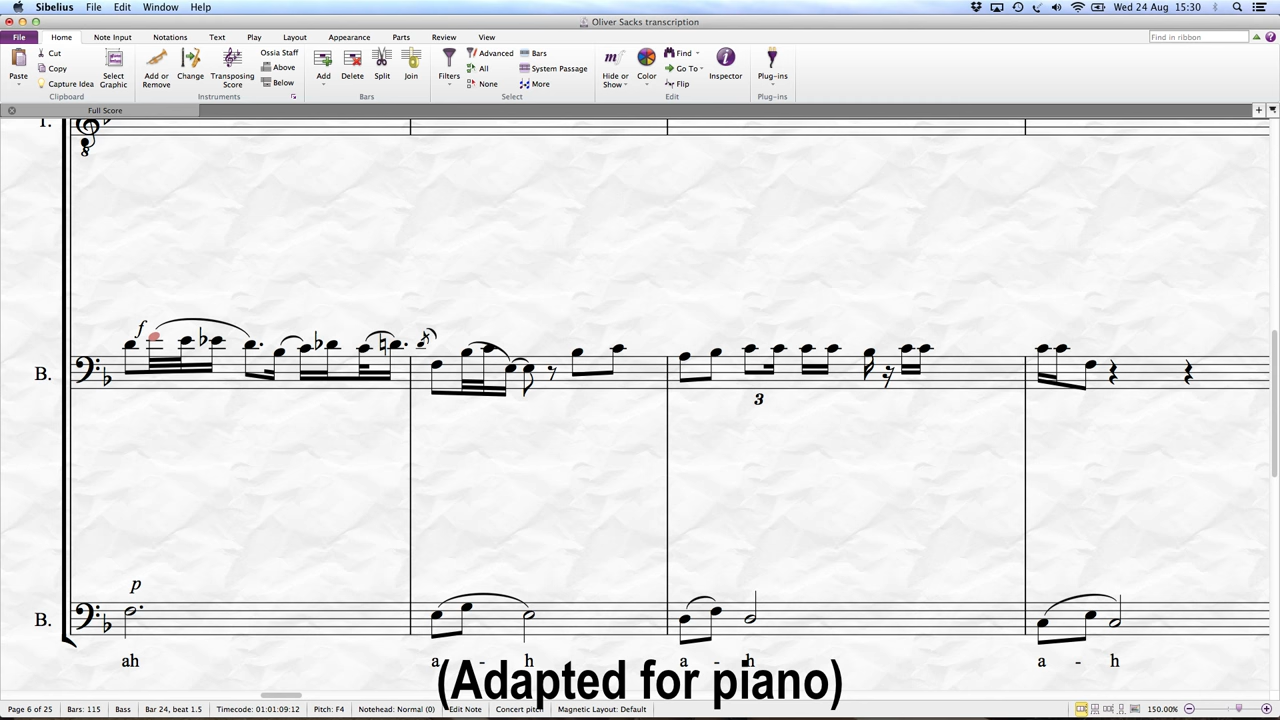 Sibelius File Edit Window Help Wed 24 Aug 15:30
Oliver Sacks transcription
File Home Note Input Notations Text Play Layout Appearance Parts Review View Find in ribbon
Paste Cut Copy Capture Idea Select Graphic Clipboard
Add or Remove Change Transposing Score Ossia Staff Above Below Instruments
Add Delete Split Join Bars
Filters Advanced All None Bars System Passage More Select
Hide or Show Color Find Go To Flip Inspector Edit
Plug-ins Plug-ins
Full Score
T.
8
f
B.
3
p
B.
ah a - h a - h a - h
(Adapted for piano)
Page 6 of 25 Bars: 115 Bass Bar 24, beat 1.5 Timecode: 01:01:09:12 Pitch: F4 Notehead: Normal (0) Edit Note Concert pitch Magnetic Layout: Default 150.00%